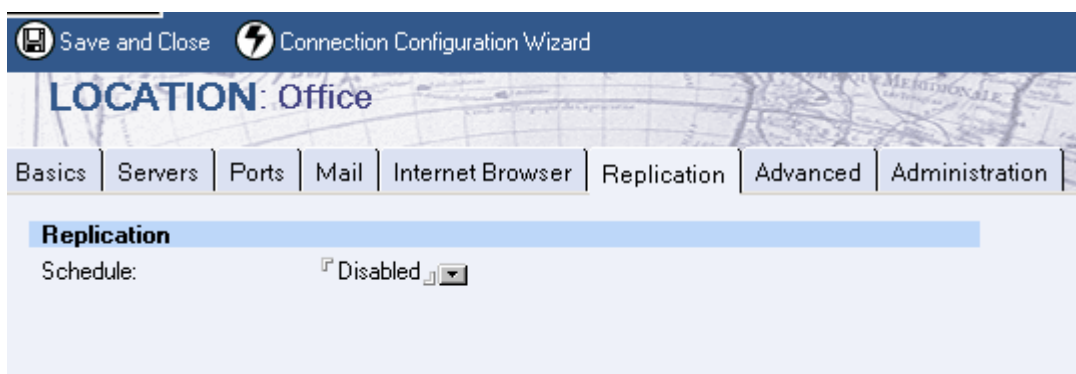 Save and Close Connection Configuration Wizard
LOCATION: Office
MERIDIONALE
Basics Servers Ports Mail Internet Browser Replication Advanced Administration
Replication
Schedule: Disabled